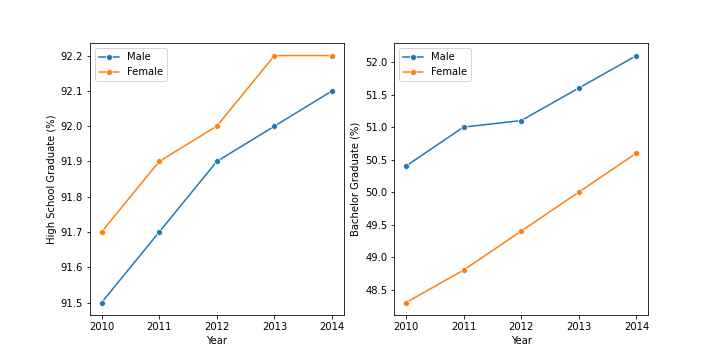 Male
Female
High School Graduate (%)
92.2
92.1
92.0
91.9
91.8
91.7
91.6
91.5
2010 2011 2012 2013 2014
Year
Male
Female
Bachelor Graduate (%)
52.0
51.5
51.0
50.5
50.0
49.5
49.0
48.5
2010 2011 2012 2013 2014
Year